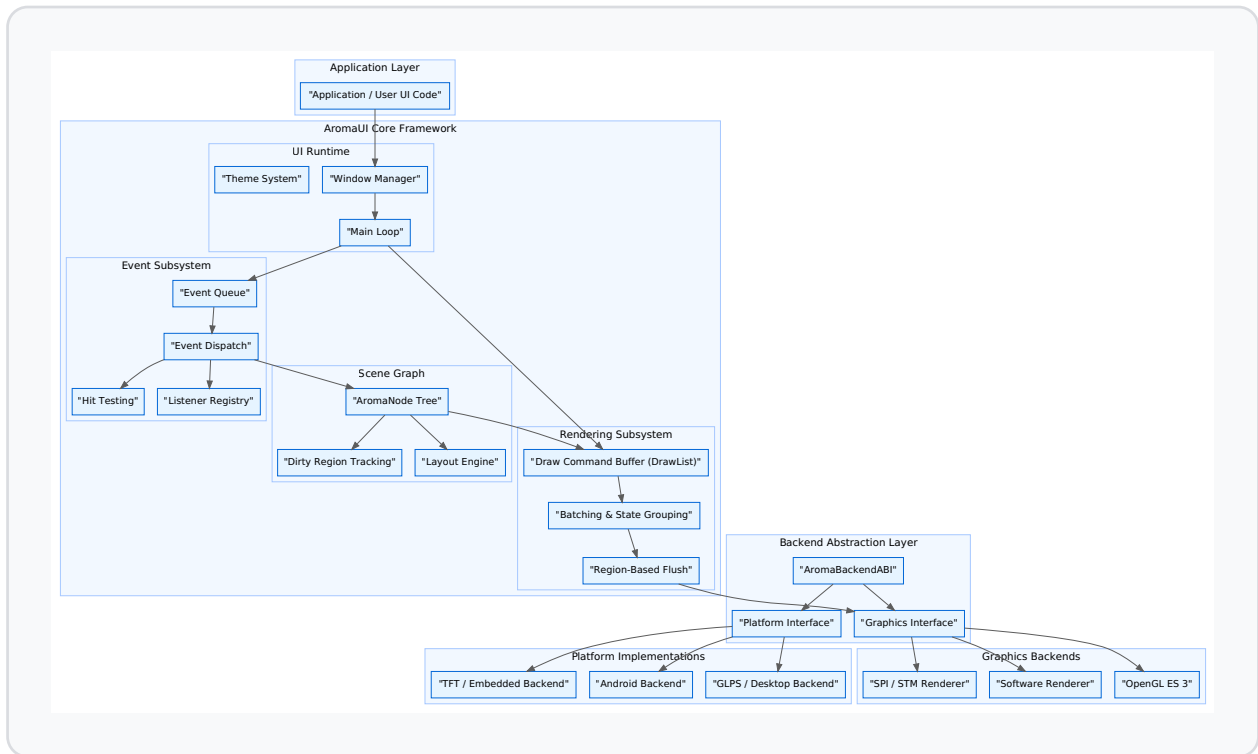 Application Layer
"Application / User UI Code"
AromaUI Core Framework
UI Runtime
"Theme System"
"Window Manager"
"Main Loop"
Event Subsystem
"Event Queue"
"Event Dispatch"
"Hit Testing"
"Listener Registry"
Scene Graph
"AromaNode Tree"
"Dirty Region Tracking"
"Layout Engine"
Rendering Subsystem
"Draw Command Buffer (DrawList)"
"Batching & State Grouping"
"Region-Based Flush"
Backend Abstraction Layer
"AromaBackendABI"
"Platform Interface"
"Graphics Interface"
Platform Implementations
"TFT / Embedded Backend"
"Android Backend"
"GLPS / Desktop Backend"
Graphics Backends
"SPI / STM Renderer"
"Software Renderer"
"OpenGL ES 3"